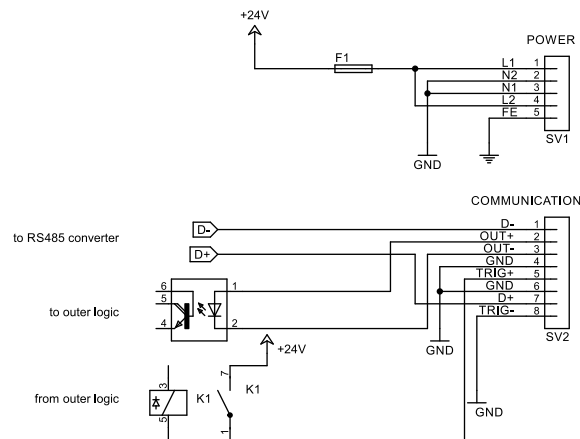 +24V
F1
POWER
L1 1
N2 2
N1 3
L2 4
FE 5
SV1
GND
COMMUNICATION
to RS485 converter
D-
D+
D- 1
OUT+ 2
OUT- 3
GND 4
TRIG+ 5
GND 6
D+ 7
TRIG- 8
SV2
to outer logic
6
5
4
1
2
+24V
GND
GND
from outer logic
3
5
K1
7
1
K1